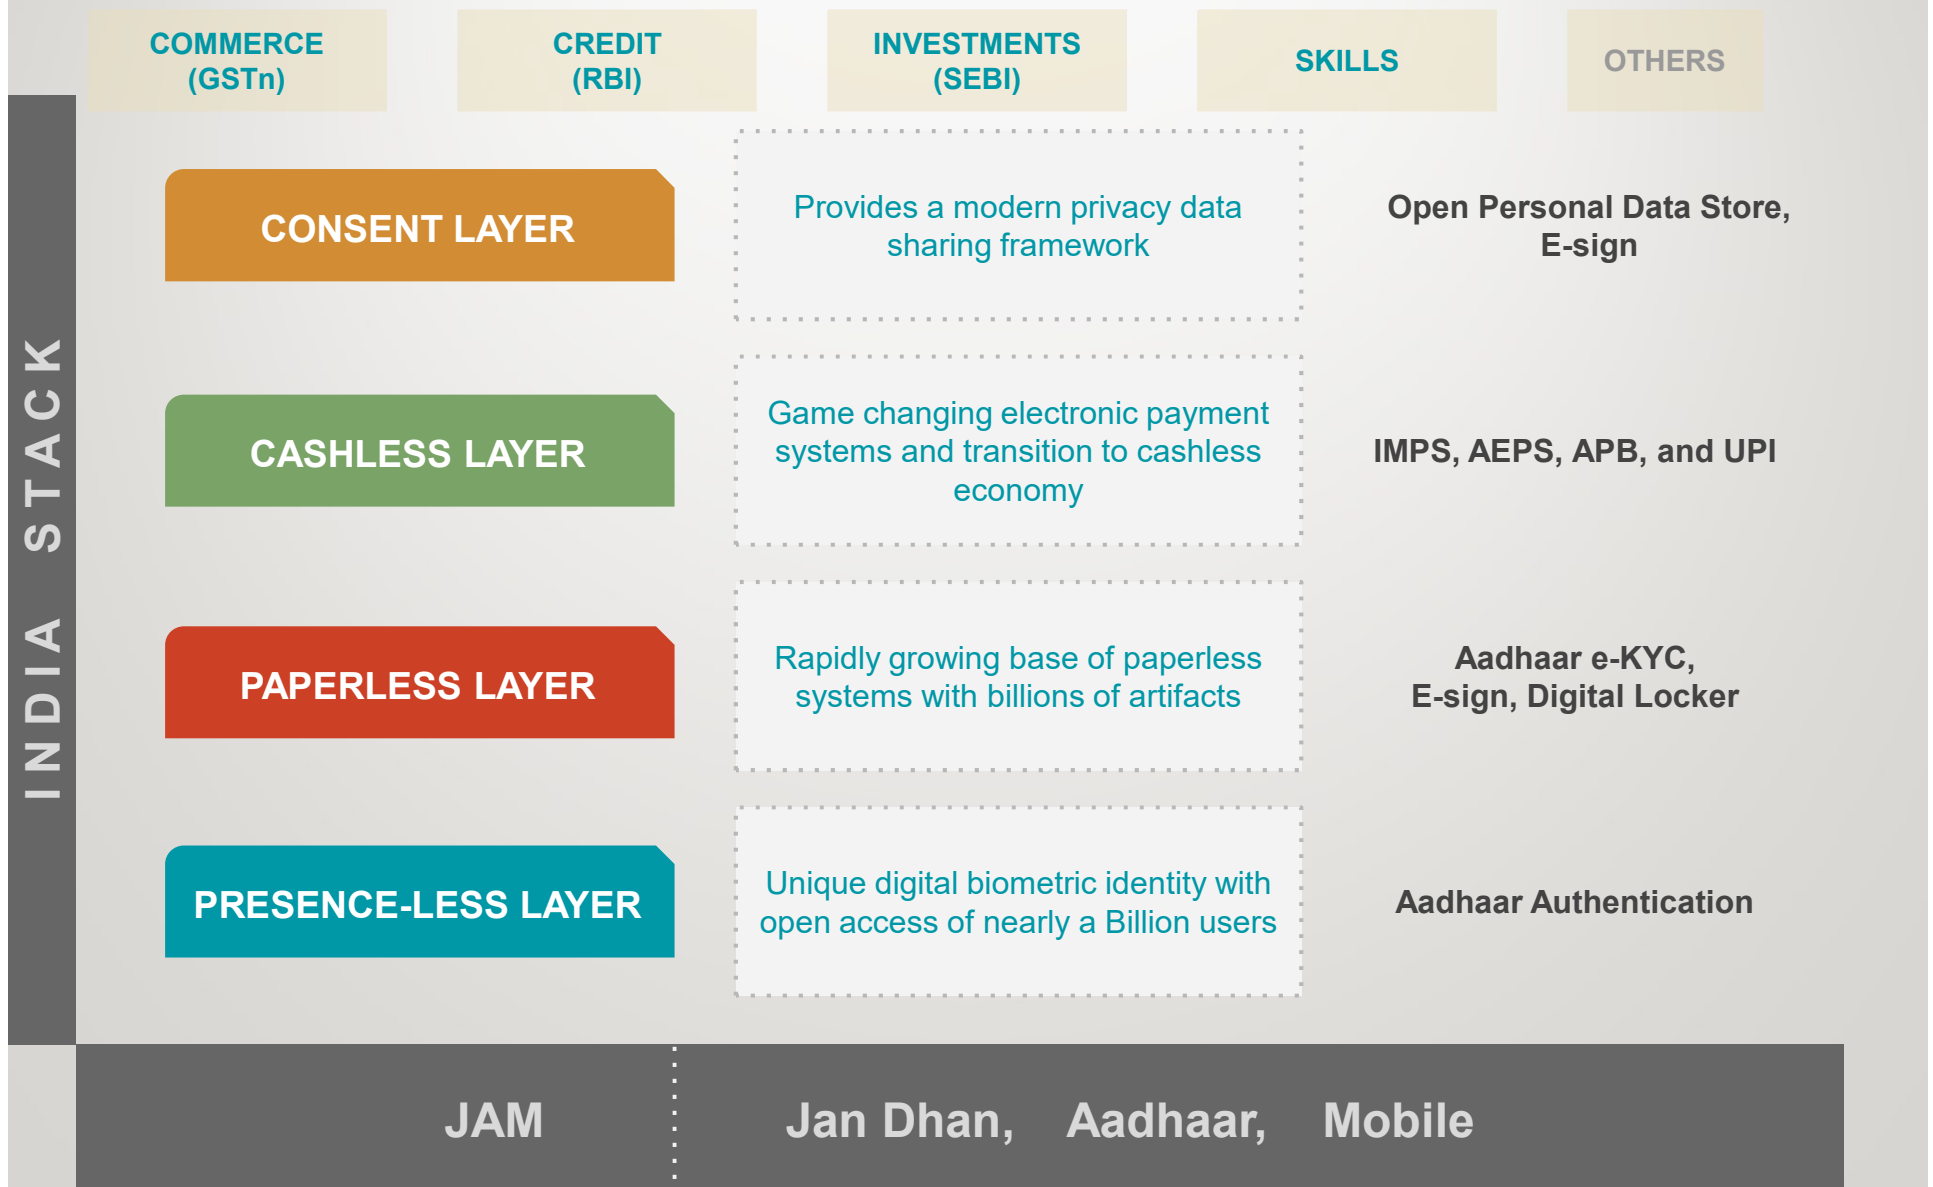 COMMERCE
(GSTn)
CREDIT
(RBI)
INVESTMENTS
(SEBI)
SKILLS
OTHERS
INDIA STACK
CONSENT LAYER
Provides a modern privacy data
sharing framework
Open Personal Data Store,
E-sign
CASHLESS LAYER
Game changing electronic payment
systems and transition to cashless
economy
IMPS, AEPS, APB, and UPI
PAPERLESS LAYER
Rapidly growing base of paperless
systems with billions of artifacts
Aadhaar e-KYC,
E-sign, Digital Locker
PRESENCE-LESS LAYER
Unique digital biometric identity with
open access of nearly a Billion users
Aadhaar Authentication
JAM
Jan Dhan, Aadhaar, Mobile